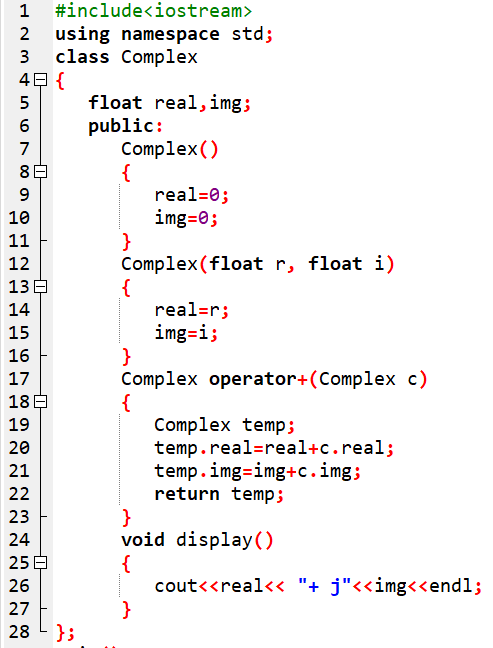 1 #include<iostream>
2 using namespace std;
3 class Complex
4 {
5 float real,img;
6 public:
7 Complex()
8 {
9 real=0;
10 img=0;
11 }
12 Complex(float r, float i)
13 {
14 real=r;
15 img=i;
16 }
17 Complex operator+(Complex c)
18 {
19 Complex temp;
20 temp.real=real+c.real;
21 temp.img=img+c.img;
22 return temp;
23 }
24 void display()
25 {
26 cout<<real<< "+ j"<<img<<endl;
27 }
28 };